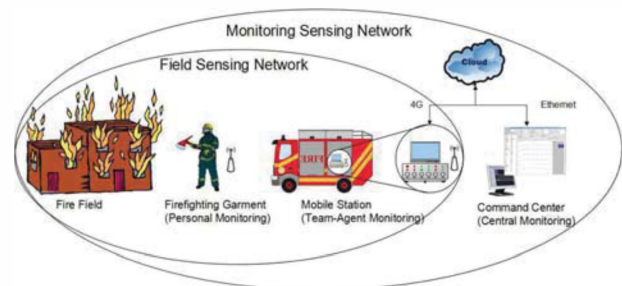 Monitoring Sensing Network
Field Sensing Network
Cloud
4G
Ethernet
FIRE
Fire Field
Firefighting Garment
(Personal Monitoring)
Mobile Station
(Team-Agent Monitoring)
Command Center
(Central Monitoring)